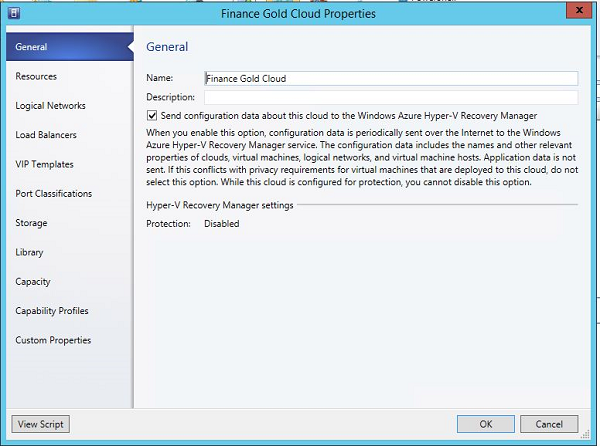 Finance Gold Cloud Properties
x
General
Resources
Logical Networks
Load Balancers
VIP Templates
Port Classifications
Storage
Library
Capacity
Capability Profiles
Custom Properties
General
Name: Finance Gold Cloud
Description:
Send configuration data about this cloud to the Windows Azure Hyper-V Recovery Manager
When you enable this option, configuration data is periodically sent over the Internet to the Windows
Azure Hyper-V Recovery Manager service. The configuration data includes the names and other relevant
properties of clouds, virtual machines, logical networks, and virtual machine hosts. Application data is not
sent. If this conflicts with privacy requirements for virtual machines that are deployed to this cloud, do not
select this option. While this cloud is configured for protection, you cannot disable this option.
Hyper-V Recovery Manager settings
Protection: Disabled
View Script
OK
Cancel